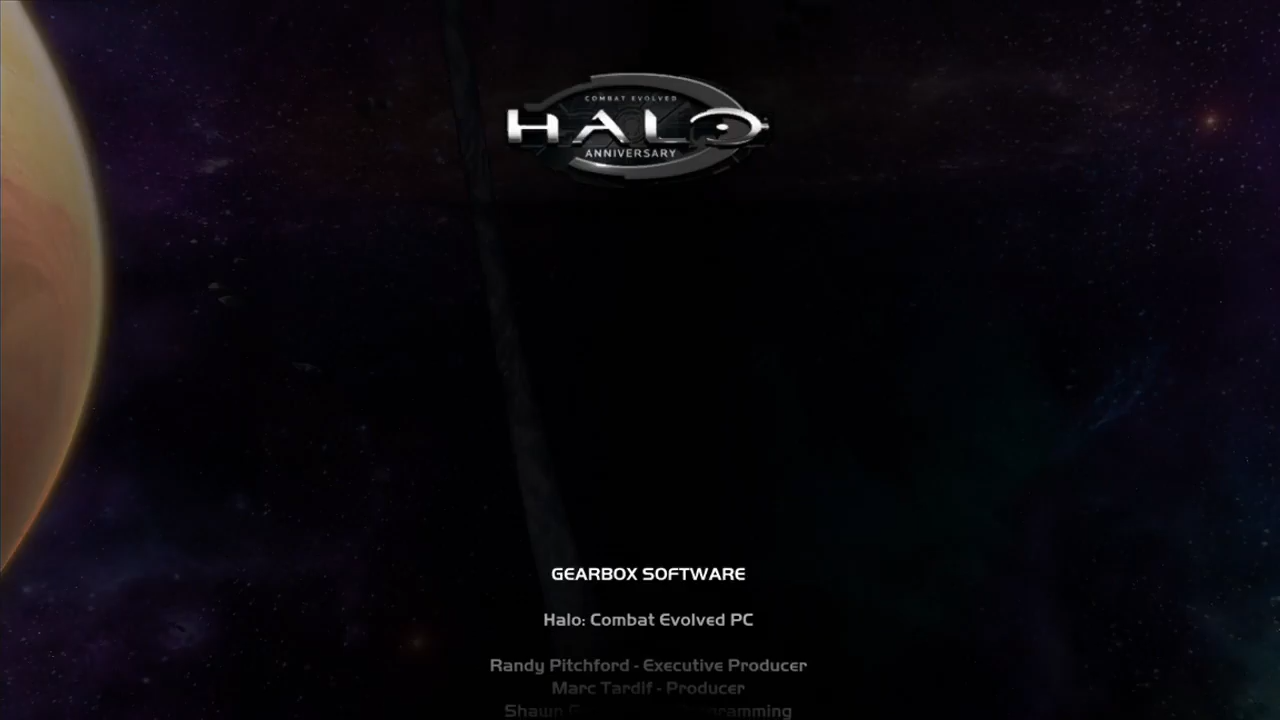 COMBAT EVOLVED
HALO
ANNIVERSARY
GEARBOX SOFTWARE
Halo: Combat Evolved PC
Randy Pitchford - Executive Producer
Marc Tardif - Producer
Shawn